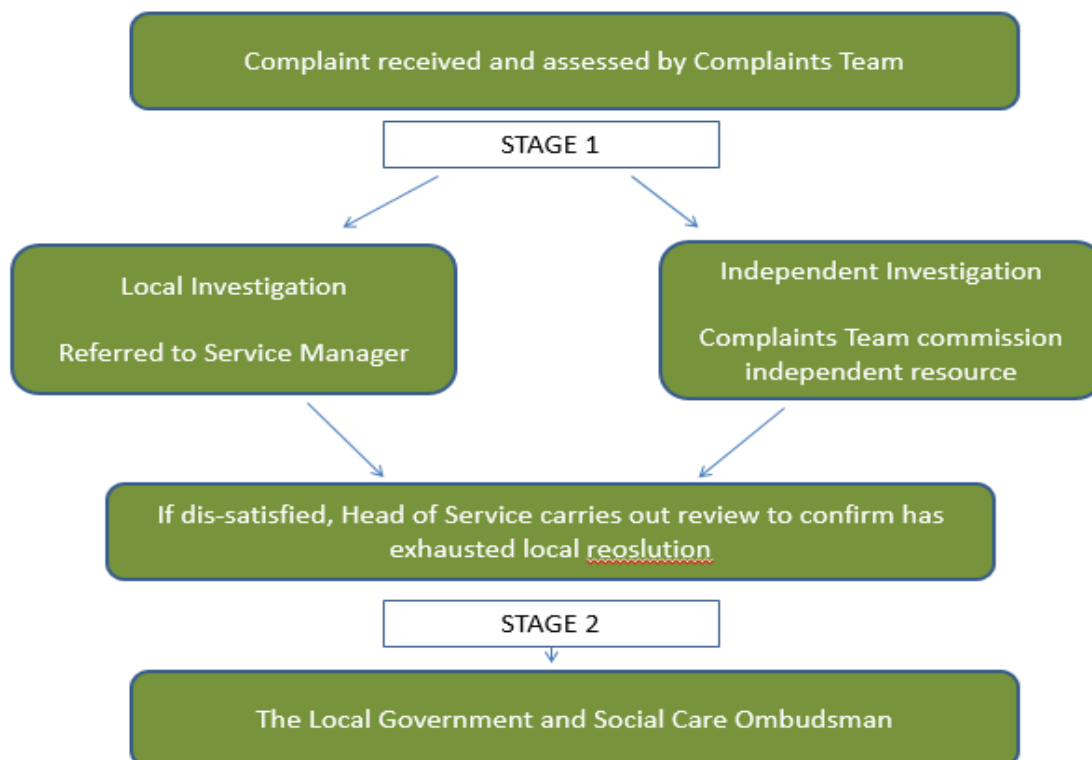 Complaint received and assessed by Complaints Team
STAGE 1
Local Investigation
Referred to Service Manager
Independent Investigation
Complaints Team commission
independent resource
If dis-satisfied, Head of Service carries out review to confirm has
exhausted local reoslution
STAGE 2
The Local Government and Social Care Ombudsman